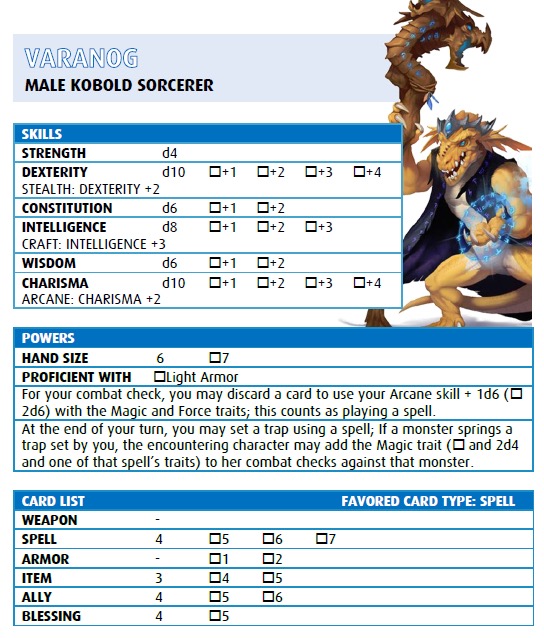 VARANOG
MALE KOBOLD SORCERER
SKILLS
STRENGTH d4
DEXTERITY d10 □+1 □+2 □+3 □+4
STEALTH: DEXTERITY +2
CONSTITUTION d6 □+1 □+2
INTELLIGENCE d8 □+1 □+2 □+3
CRAFT: INTELLIGENCE +3
WISDOM d6 □+1 □+2
CHARISMA d10 □+1 □+2 □+3 □+4
ARCANE: CHARISMA +2
POWERS
HAND SIZE 6 □7
PROFICIENT WITH □Light Armor
For your combat check, you may discard a card to use your Arcane skill + 1d6 (□
2d6) with the Magic and Force traits; this counts as playing a spell.
At the end of your turn, you may set a trap using a spell; If a monster springs a
trap set by you, the encountering character may add the Magic trait (□ and 2d4
and one of that spell's traits) to her combat checks against that monster.
CARD LIST FAVORED CARD TYPE: SPELL
WEAPON -
SPELL 4 □5 □6 □7
ARMOR - □1 □2
ITEM 3 □4 □5
ALLY 4 □5 □6
BLESSING 4 □5